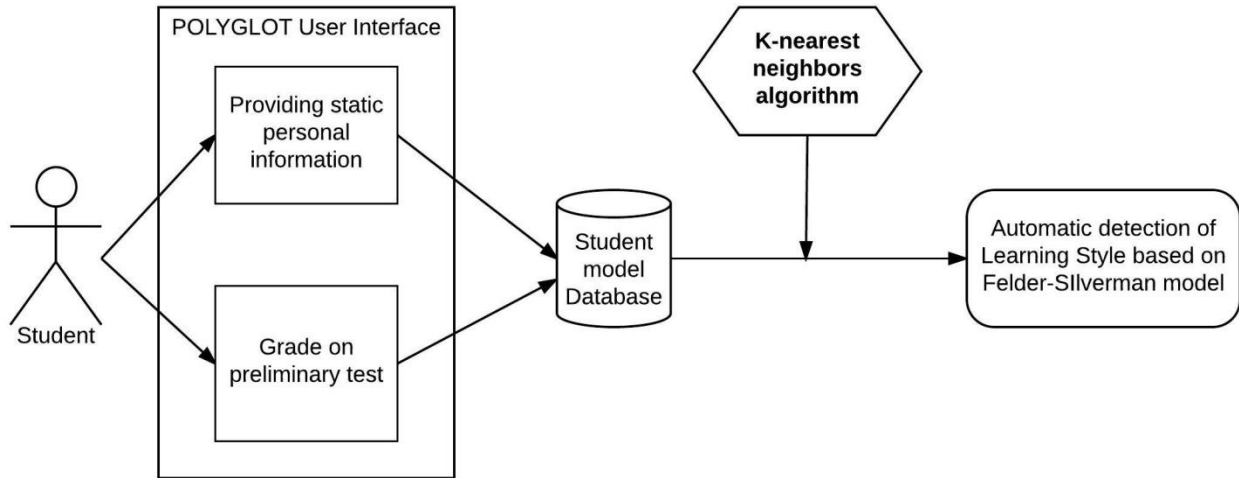 POLYGLOT User Interface
Providing static
personal
information
Student
Grade on
preliminary test
Student
model
Database
K-nearest
neighbors
algorithm
Automatic detection of
Learning Style based on
Felder-SIlverman model